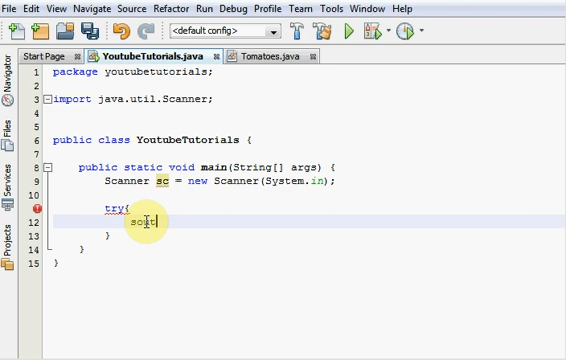 File Edit View Navigate Source Refactor Run Debug Profile Team Tools Window Help
<default config>
Start Page YoutubeTutorials.java Tomatoes.java
Navigator
Files
Services
Projects
1 package youtubetutorials;
2
3 import java.util.Scanner;
4
5
6 public class YoutubeTutorials {
7
8 public static void main(String[] args) {
9 Scanner sc = new Scanner(System.in);
10
try{
12 sout
13 }
14 }
15 }